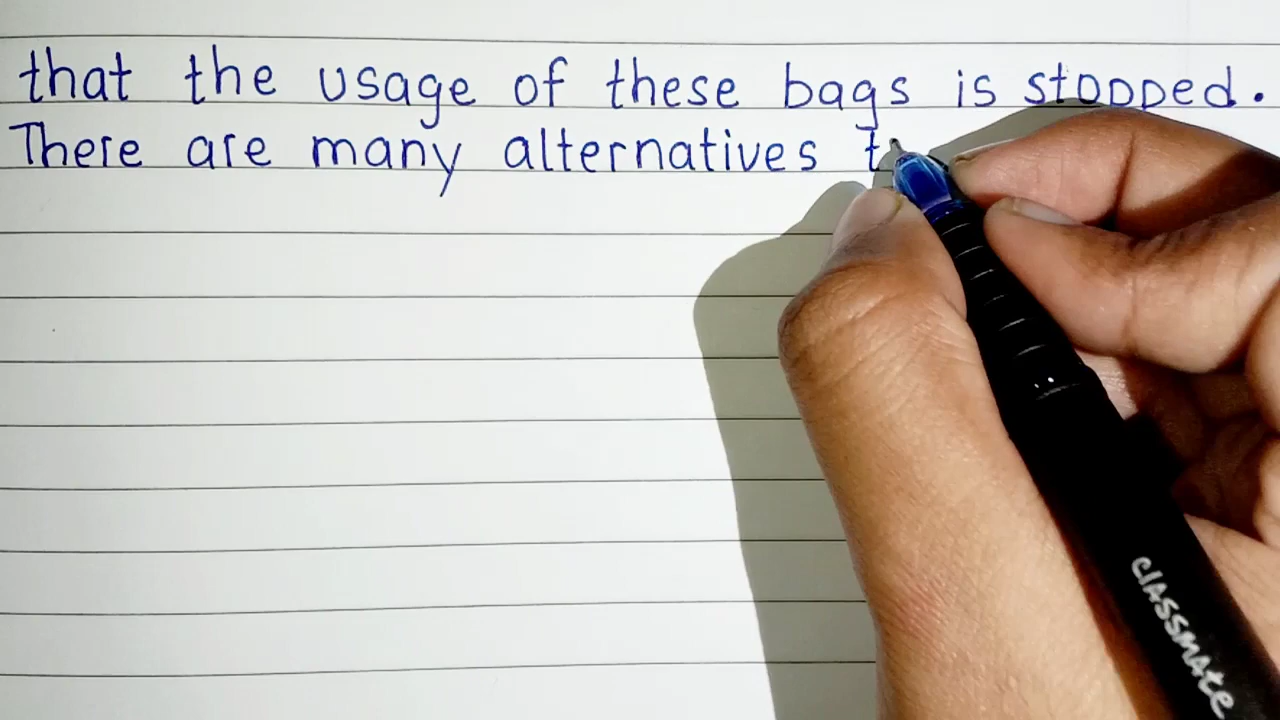 that the usage of these bags is stopped.
There are many alternatives t
classmate